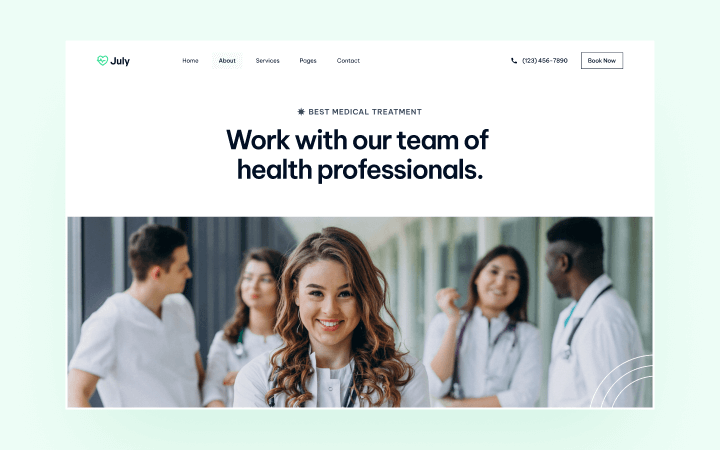 July
Home About Services Pages Contact
(123) 456-7890
Book Now
BEST MEDICAL TREATMENT
Work with our team of
health professionals.